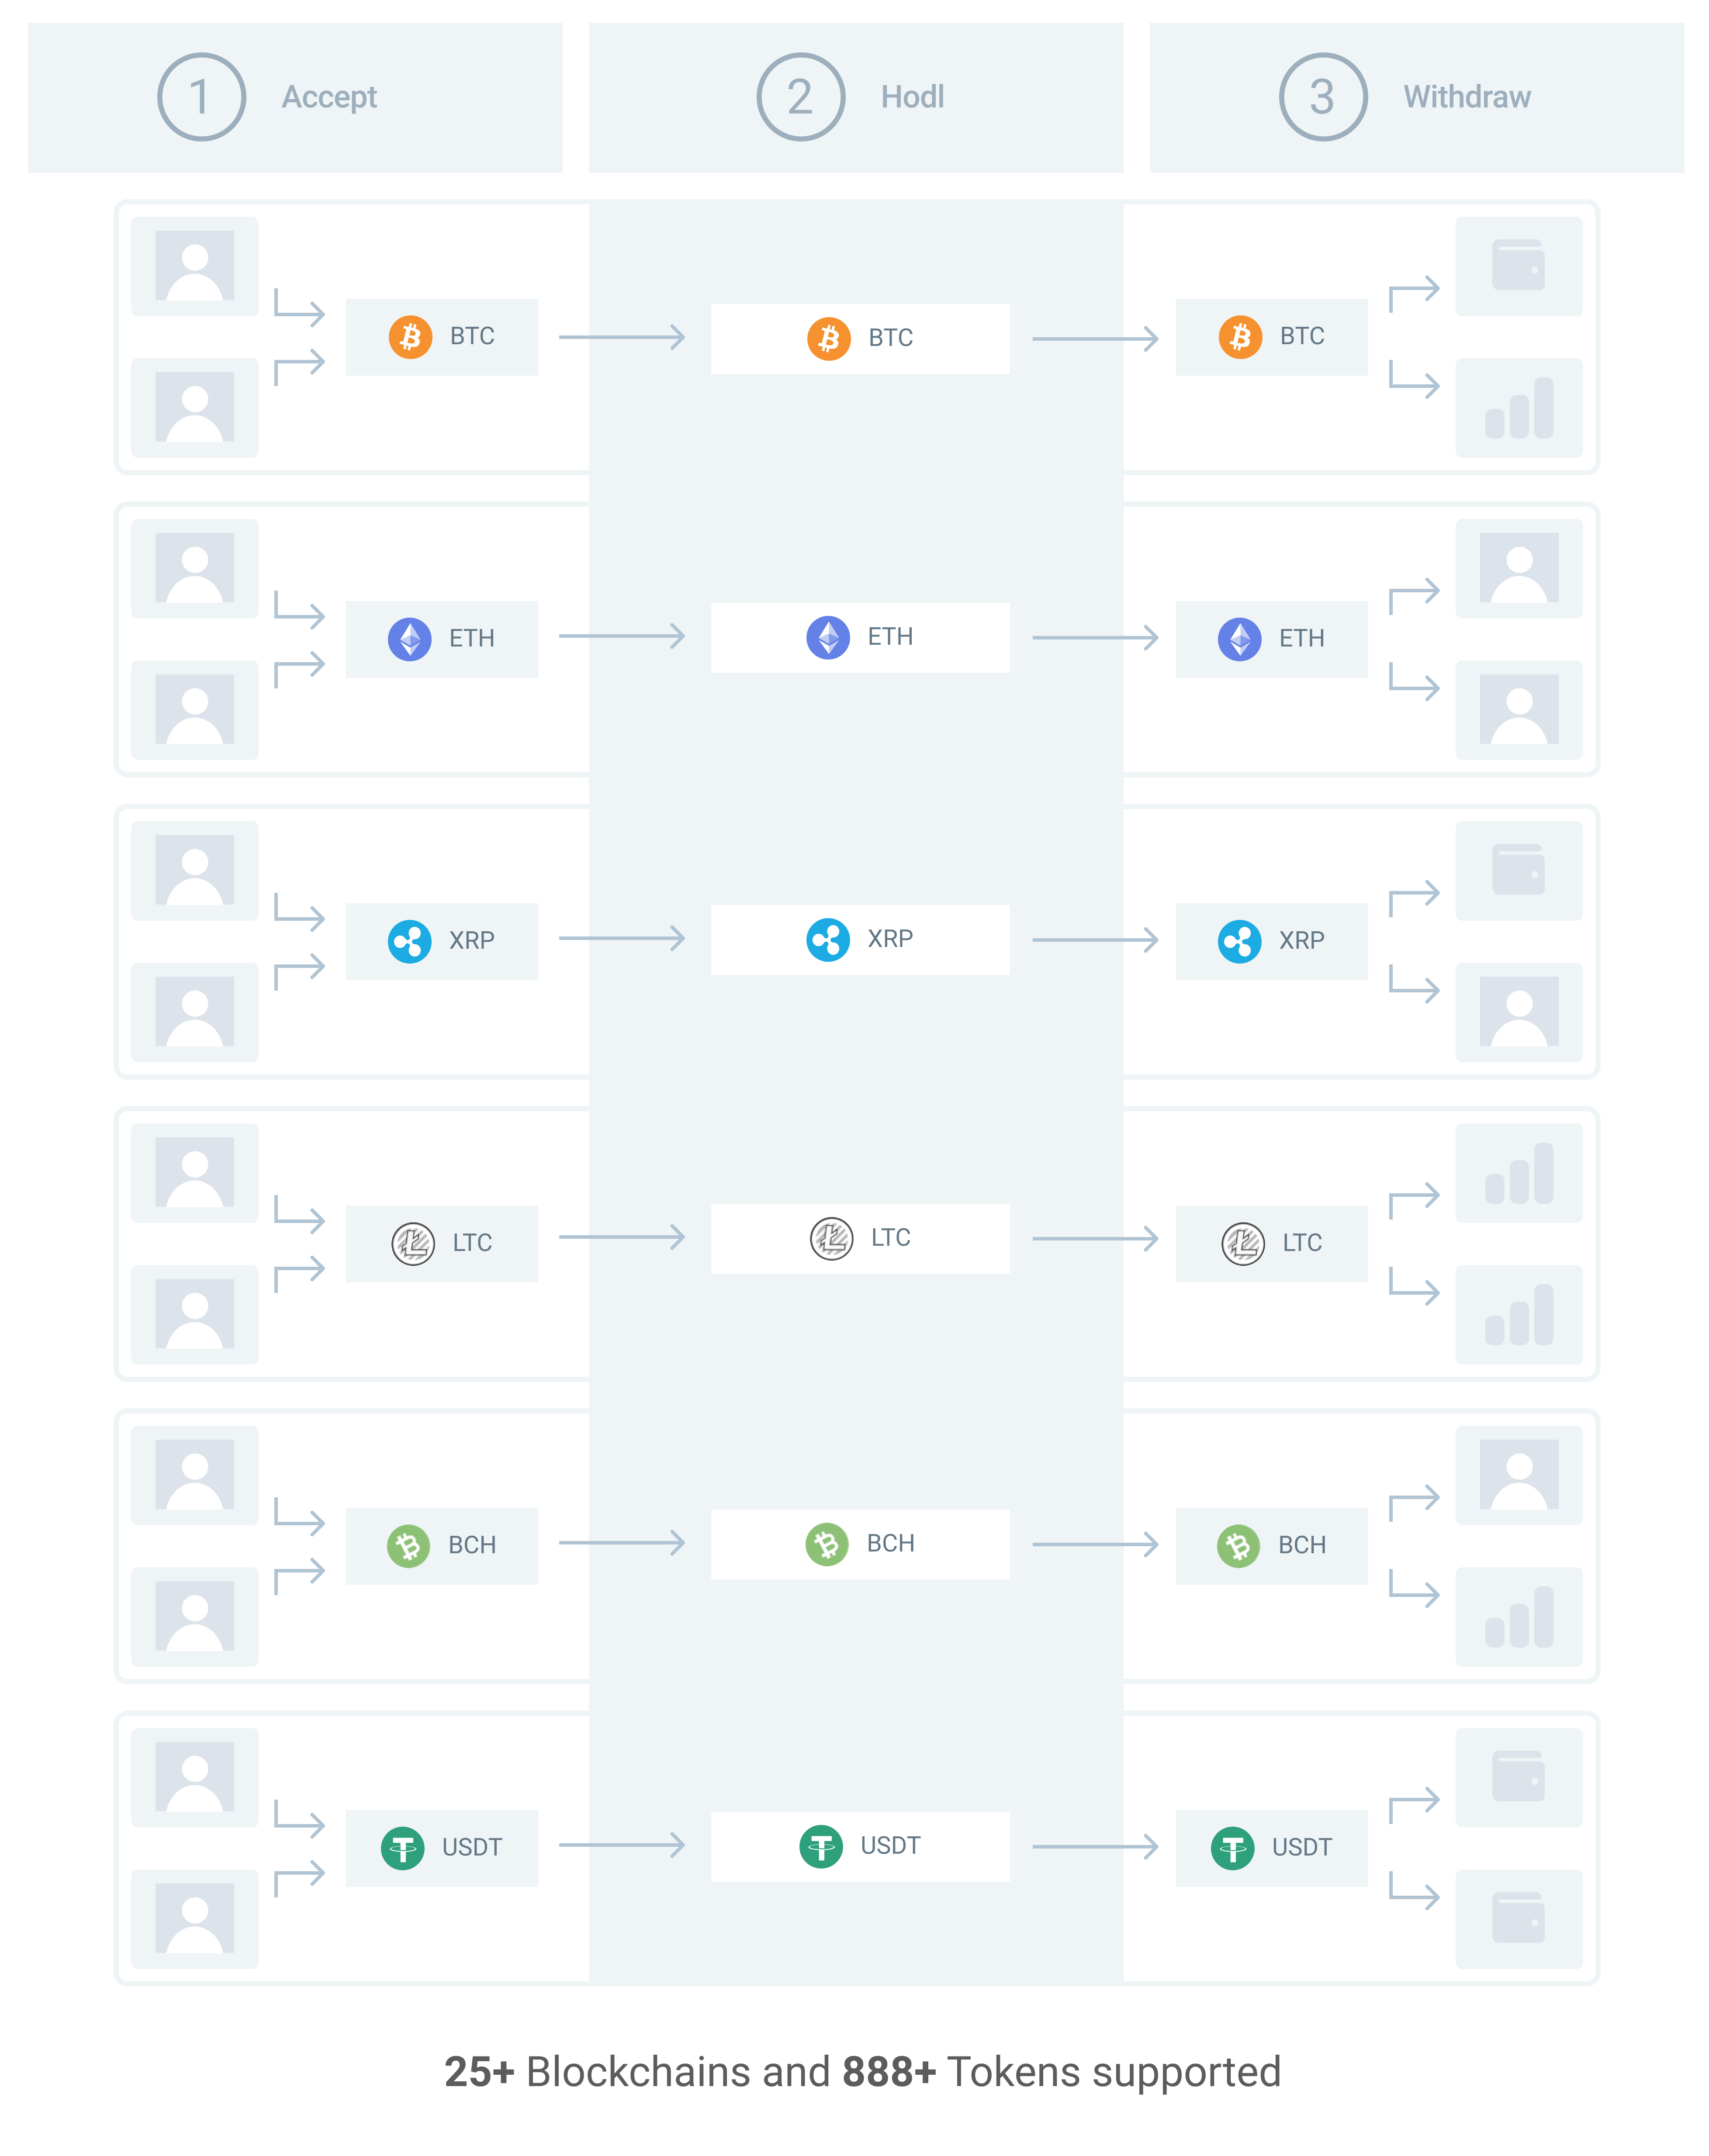 1 Accept
2 Hodl
3 Withdraw
BTC BTC BTC
ETH ETH ETH
XRP XRP XRP
LTC LTC LTC
BCH BCH BCH
USDT USDT USDT
25+ Blockchains and 888+ Tokens supported